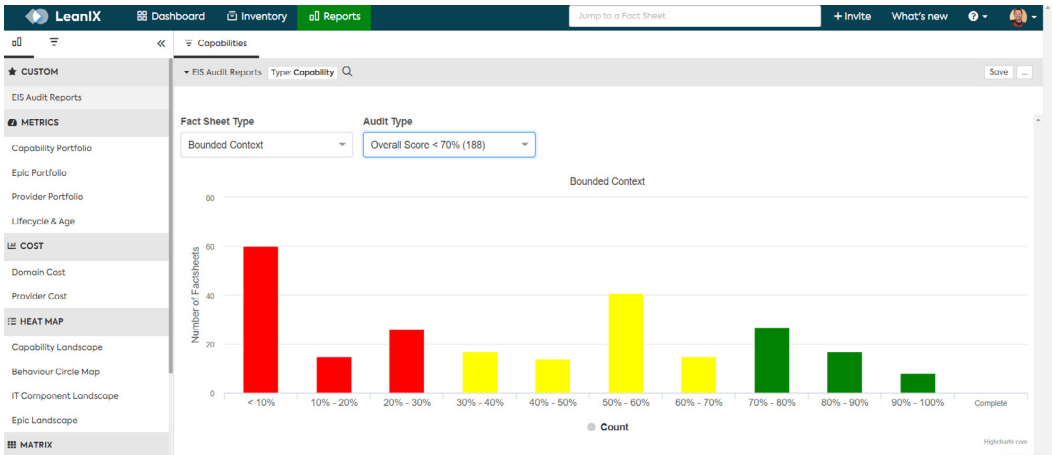 LeanIX Dashboard Inventory Reports Jump to a Fact Sheet + Invite What's new ?
«
Capabilities
CUSTOM
EIS Audit Reports
METRICS
Capability Portfolio
Epic Portfolio
Provider Portfolio
Lifecycle & Age
COST
Domain Cost
Provider Cost
HEAT MAP
Capability Landscape
Behaviour Circle Map
IT Component Landscape
Epic Landscape
MATRIX
EIS Audit Reports Type: Capability Save ...
Fact Sheet Type Audit Type
Bounded Context Overall Score < 70% (188)
Bounded Context
Number of Factsheets
80
60
40
20
0
< 10% 10% - 20% 20% - 30% 30% - 40% 40% - 50% 50% - 60% 60% - 70% 70% - 80% 80% - 90% 90% - 100% Complete
Count
Highcharts.com